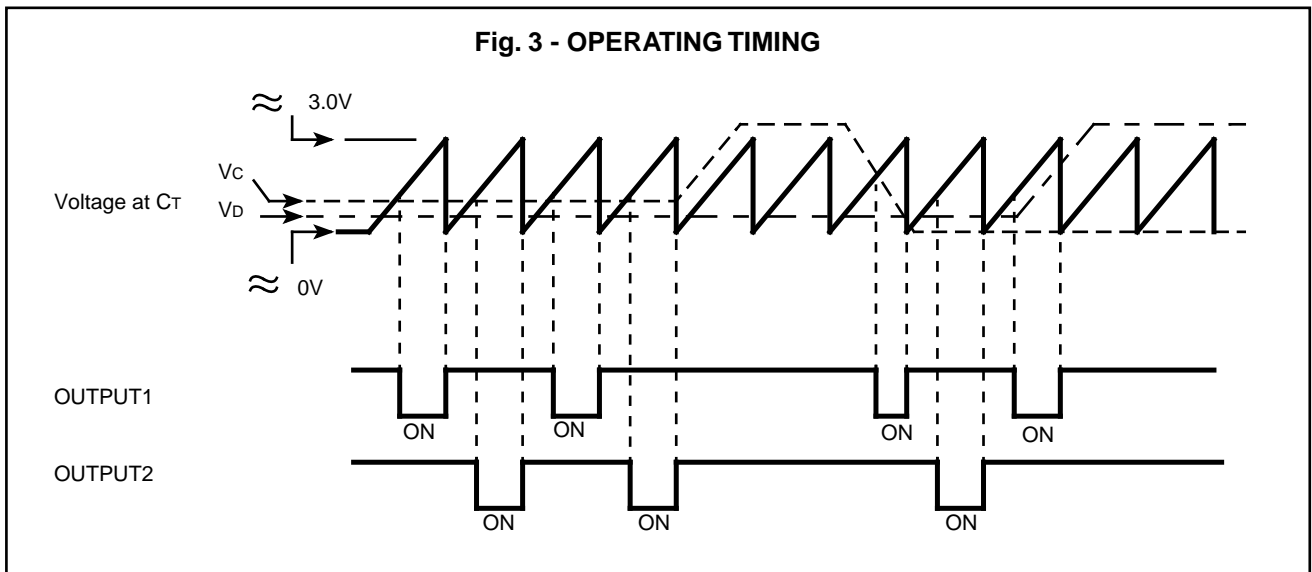 Fig. 3 - OPERATING TIMING
≈ 3.0V
VC
Voltage at CT
VD
≈ 0V
OUTPUT1
ON
ON
ON
ON
OUTPUT2
ON
ON
ON